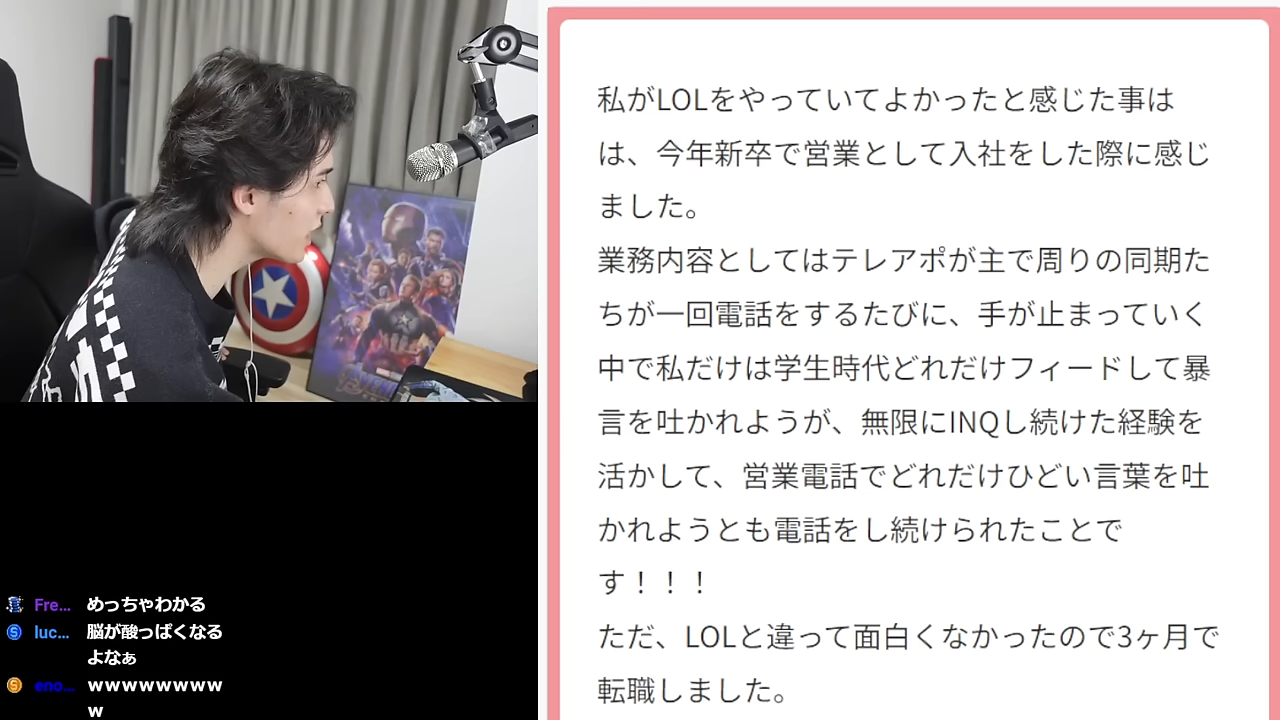 私がLOLをやっていてよかったと感じた事は
は、今年新卒で営業として入社をした際に感じ
ました。
業務内容としてはテレアポが主で周りの同期た
ちが一回電話をするたびに、手が止まっていく
中で私だけは学生時代どれだけフィードして暴
言を吐かれようが、無限にINQし続けた経験を
活かして、営業電話でどれだけひどい言葉を吐
かれようとも電話をし続けられたことで
す！！！
ただ、LOLと違って面白くなかったので3ヶ月で
転職しました。
Fre... めっちゃわかる
luc... 脳が酸っぱくなる
よなぁ
eno... wwwwwwww
w